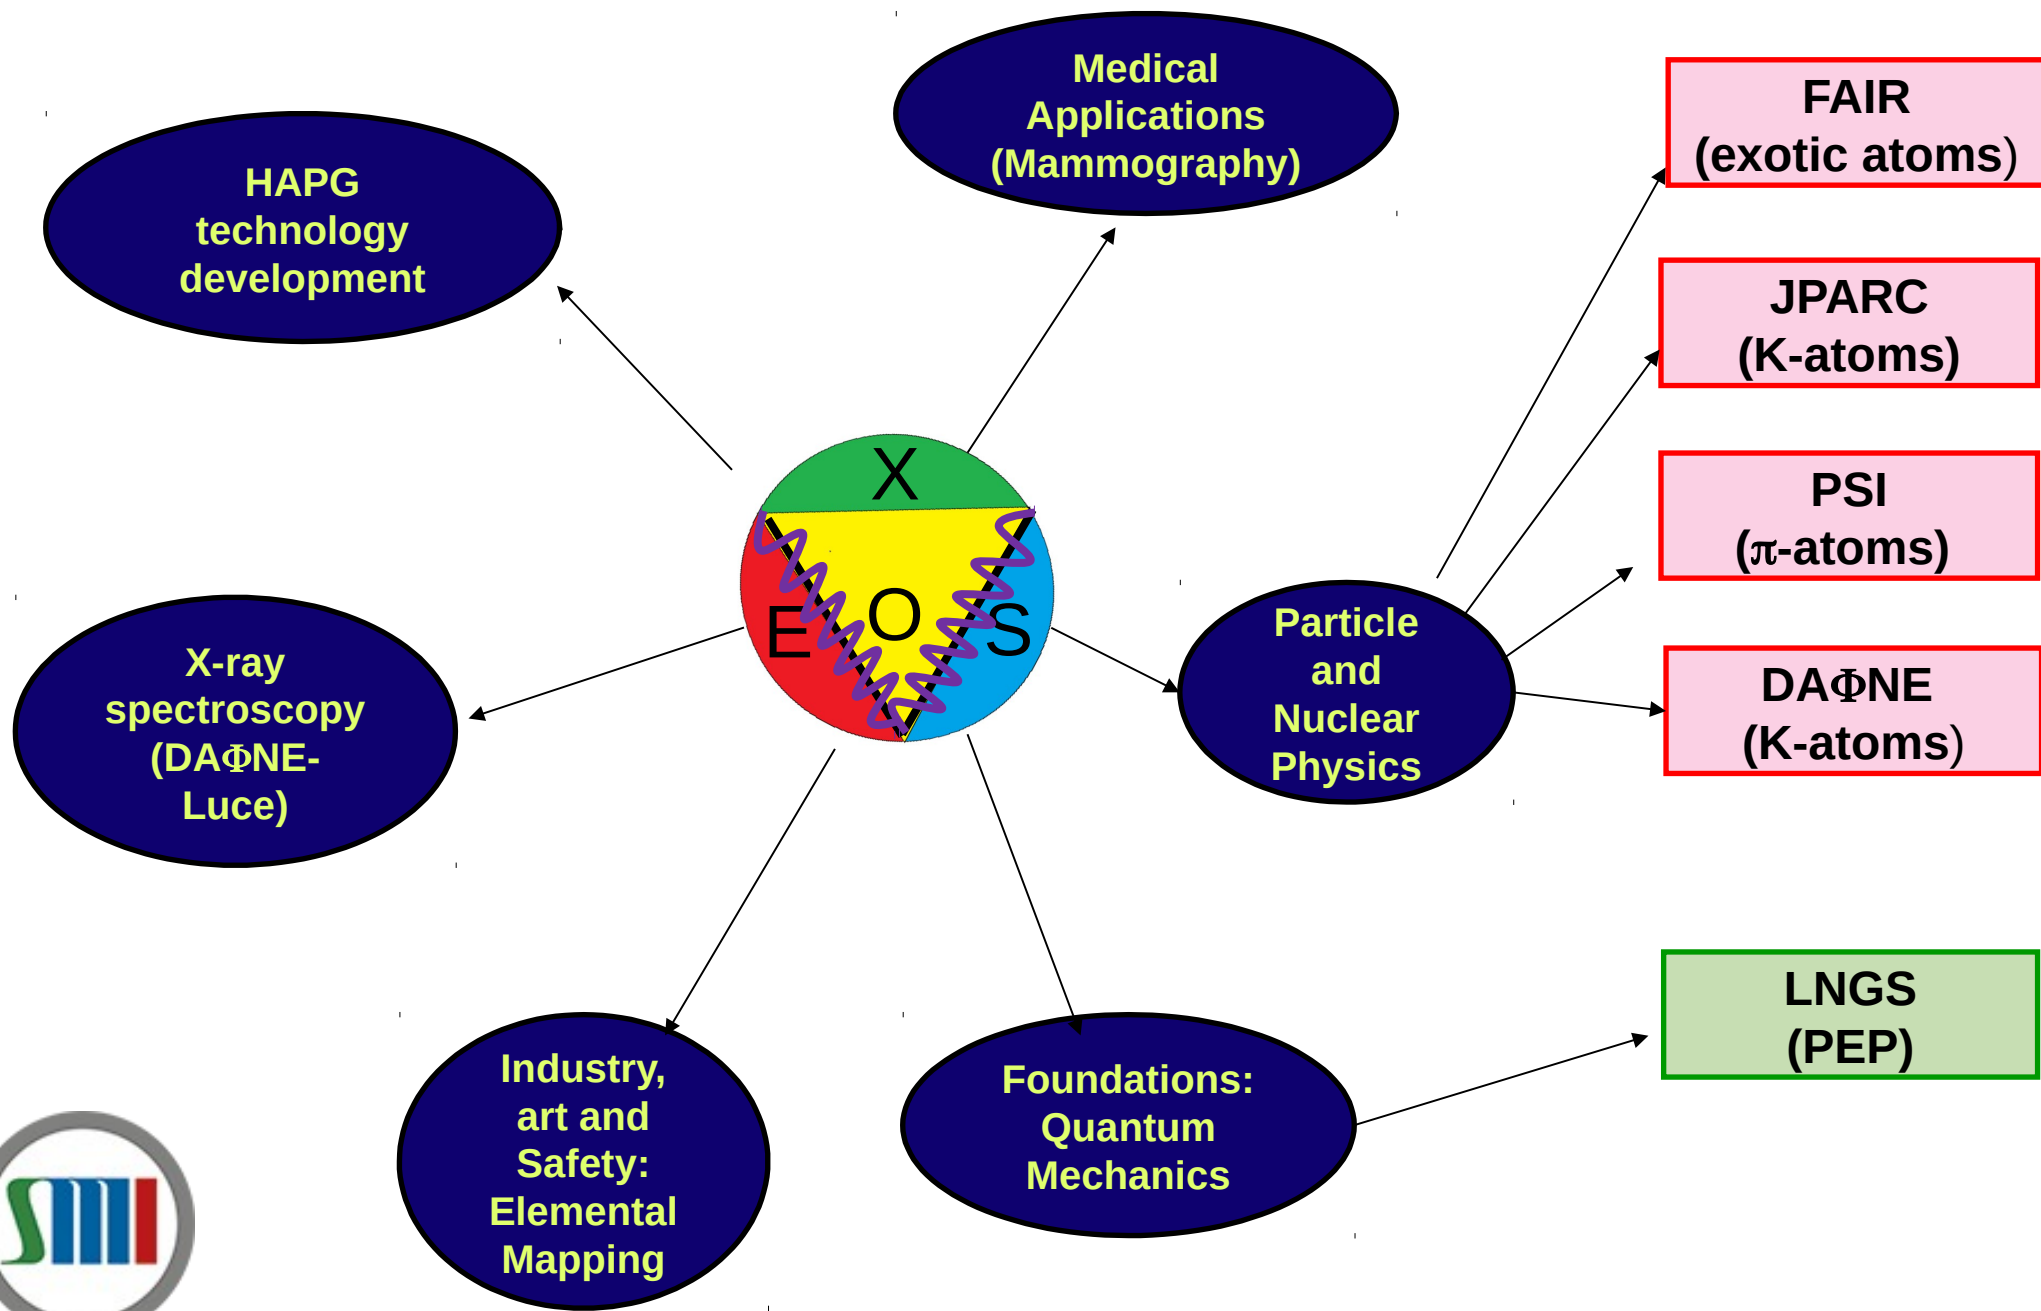 Medical
Applications
(Mammography)
FAIR
(exotic atoms)
HAPG
technology
development
JPARC
(K-atoms)
X
E
O
S
PSI
(π-atoms)
X-ray
spectroscopy
(DAΦNE-
Luce)
Particle
and
Nuclear
Physics
DAΦNE
(K-atoms)
LNGS
(PEP)
Industry,
art and
Safety:
Elemental
Mapping
Foundations:
Quantum
Mechanics
SMI